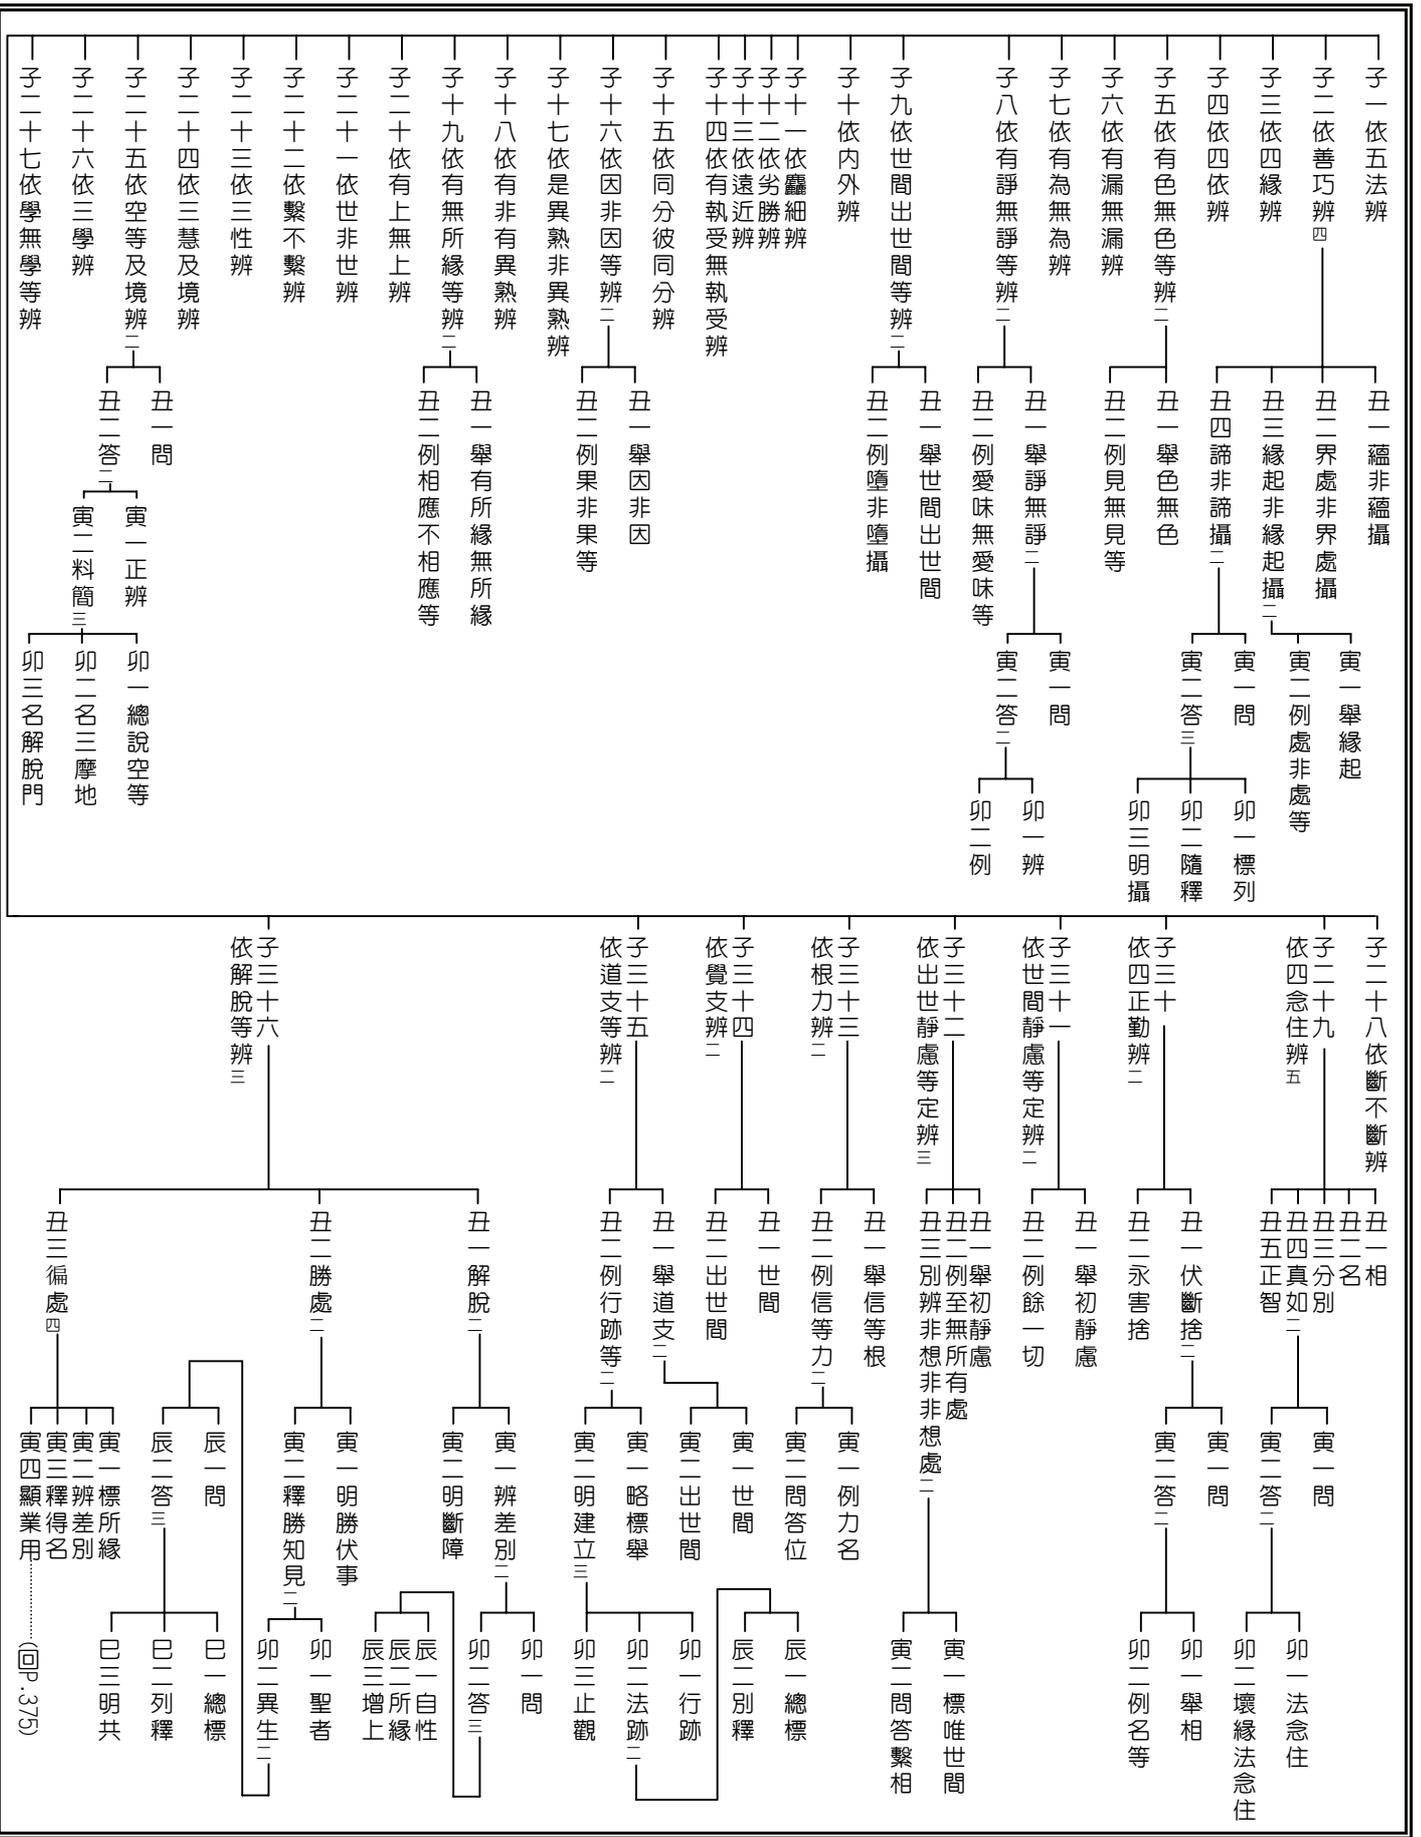 子一依五法辨
子二依善巧辨四
丑一蘊非蘊攝
丑二界處非界處攝
丑三緣起非緣起攝二
寅一舉緣起
寅二例處非處等
丑四諦非諦攝二
寅一問
寅二答三
卯一標列
卯二隨釋
卯三明攝
子三依四緣辨
子四依四依辨
子五依有色無色等辨二
丑一舉色無色
丑二例見無見等
子六依有漏無漏辨
子七依有為無為辨
子八依有諍無諍等辨二
丑一舉諍無諍二
寅一問
寅二答二
卯一辨
卯二例
丑二例愛味無愛味等
子九依世間出世間等辨二
丑一舉世間出世間
丑二例墮非墮攝
子十依內外辨
子十一依麤細辨
子十二依劣勝辨
子十三依遠近辨
子十四依有執受無執受辨
子十五依同分彼同分辨
子十六依因非因等辨二
丑一舉因非因
丑二例果非果等
子十七依是異熟非異熟辨
子十八依有非有異熟辨
子十九依有無所緣等辨二
丑一舉有所緣無所緣
丑二例相應不相應等
子二十依有上無上辨
子二十一依世非世辨
子二十二依繫不繫辨
子二十三依三性辨
子二十四依三慧及境辨
子二十五依空等及境辨二
丑一問
丑二答二
寅一正辨
寅二料簡三
卯一總說空等
卯二名三摩地
卯三名解脫門
子二十六依三學辨
子二十七依學無學等辨
子二十八依斷不斷辨
子二十九
依四念住辨五
丑一相
丑二名
丑三分別
丑四真如二
寅一問
寅二答二
卯一法念住
卯二壞緣法念住
丑五正智
子三十
依四正勤辨二
丑一伏斷捨二
寅一問
寅二答二
卯一舉相
卯二例名等
丑二永害捨
子三十一
依世間靜慮等定辨二
丑一舉初靜慮
丑二例餘一切
子三十二
依出世靜慮等定辨三
丑一舉初靜慮
丑二例至無所有處
丑三別辨非想非非想處二
寅一標唯世間
寅二問答繫相
子三十三
依根力辨二
丑一舉信等根
丑二例信等力二
寅一例力名
寅二問答位
子三十四
依覺支辨二
丑一世間
丑二出世間
子三十五
依道支等辨二
丑一舉道支二
寅一世間
寅二出世間
丑二例行跡等二
寅一略標舉
寅二明建立三
卯一行跡
卯二法跡二
辰一總標
辰二別釋
卯三止觀
子三十六
依解脫等辨三
丑一解脫二
寅一辨差別二
卯一問
卯二答三
辰一自性
辰二所緣
辰三增上
寅二明斷障
丑二勝處二
寅一明勝伏事
寅二釋勝知見二
卯一聖者
卯二異生二
辰一問
辰二答三
巳一總標
巳二列釋
巳三明共
丑三徧處四
寅一標所緣
寅二辨差別
寅三釋得名
寅四顯業用…………(回P.375)